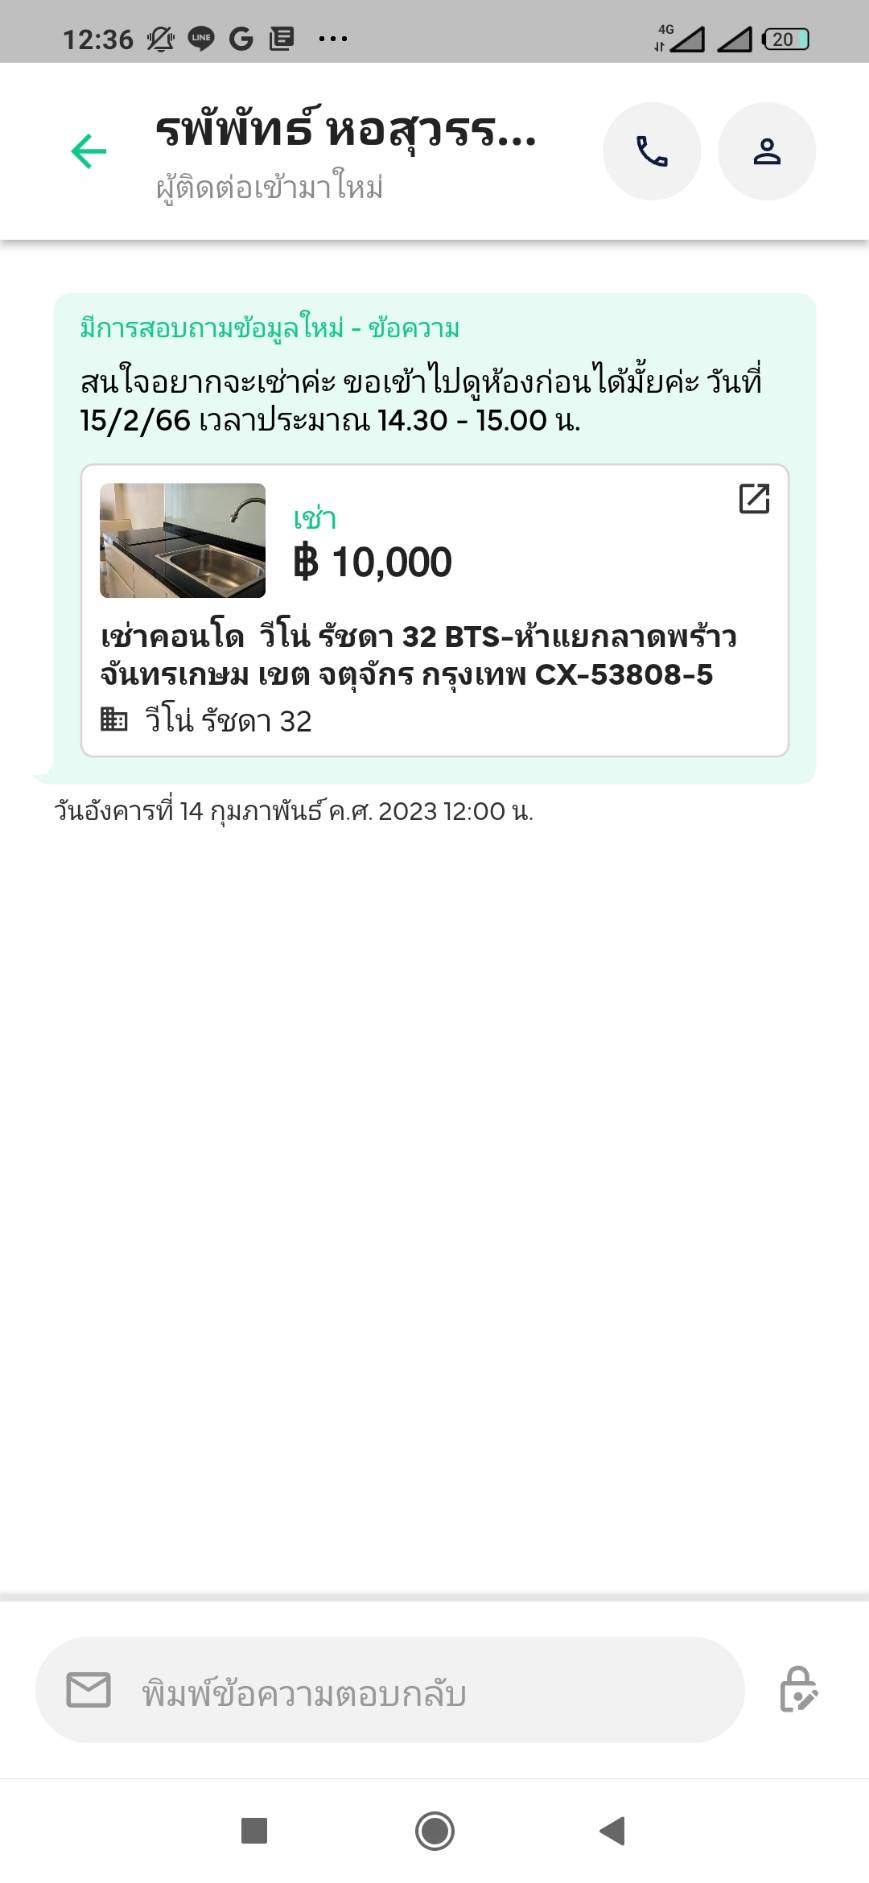 12:36 LINE G ... 4G 20
รพัพัทธ์ หอสุวรร...
ผู้ติดต่อเข้ามาใหม่
มีการสอบถามข้อมูลใหม่ - ข้อความ
สนใจอยากจะเช่าค่ะ ขอเข้าไปดูห้องก่อนได้มั้ยค่ะ วันที่
15/2/66 เวลาประมาณ 14.30 - 15.00 น.
เช่า
฿ 10,000
เช่าคอนโด วีโน่ รัชดา 32 BTS-ห้าแยกลาดพร้าว
จันทรเกษม เขต จตุจักร กรุงเทพ CX-53808-5
วีโน่ รัชดา 32
วันอังคารที่ 14 กุมภาพันธ์ ค.ศ. 2023 12:00 น.
พิมพ์ข้อความตอบกลับ